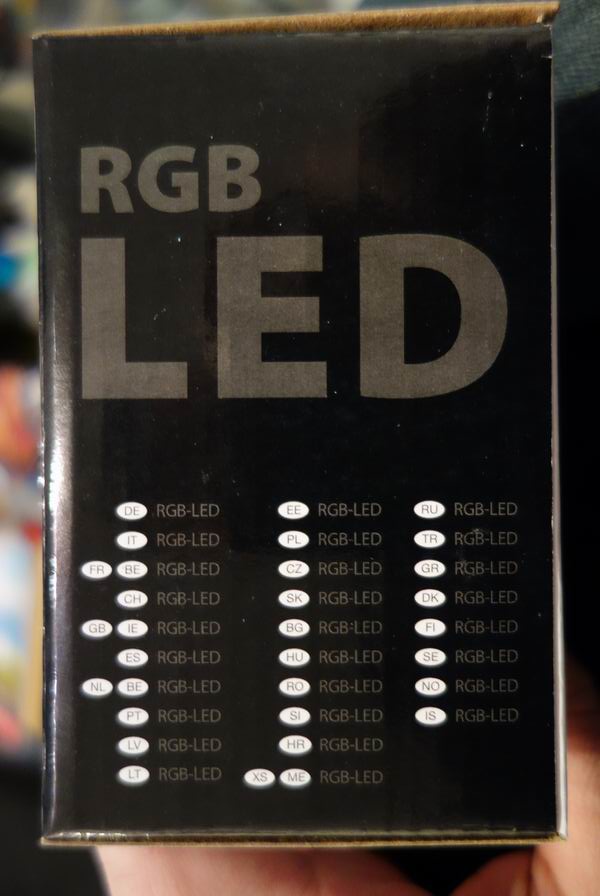 RGB
LED
DE RGB-LED
IT RGB-LED
FR BE RGB-LED
CH RGB-LED
GB IE RGB-LED
ES RGB-LED
NL BE RGB-LED
PT RGB-LED
LV RGB-LED
LT RGB-LED
EE RGB-LED
PL RGB-LED
CZ RGB-LED
SK RGB-LED
BG RGB-LED
HU RGB-LED
RO RGB-LED
SI RGB-LED
HR RGB-LED
XS ME RGB-LED
RU RGB-LED
TR RGB-LED
GR RGB-LED
DK RGB-LED
FI RGB-LED
SE RGB-LED
NO RGB-LED
IS RGB-LED